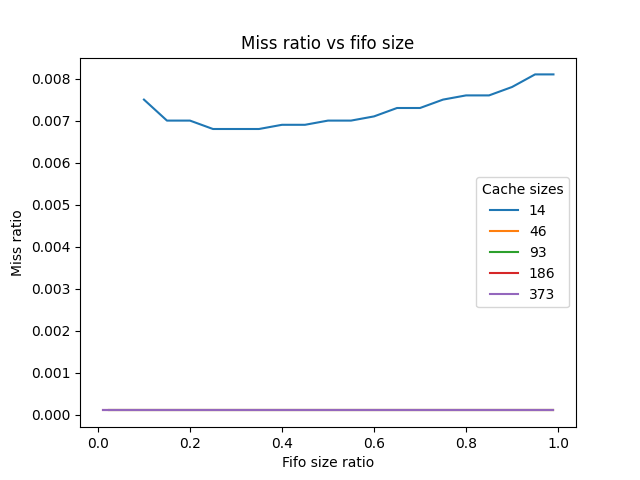 Miss ratio vs fifo size
0.008
0.007
0.006
0.005
0.004
0.003
0.002
0.001
0.000
Miss ratio
Cache sizes
14
46
93
186
373
0.0 0.2 0.4 0.6 0.8 1.0
Fifo size ratio